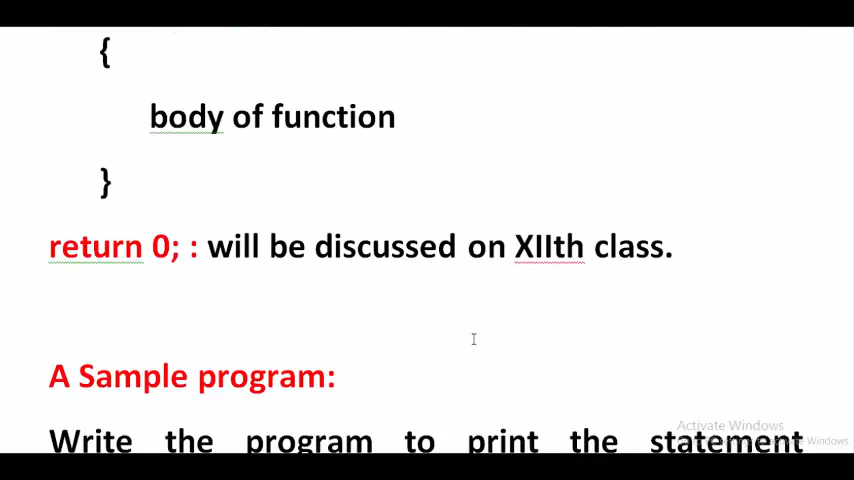 {
body of function
}
return 0; : will be discussed on XIIth class.
A Sample program:
Write the program to print the statement
Activate Windows